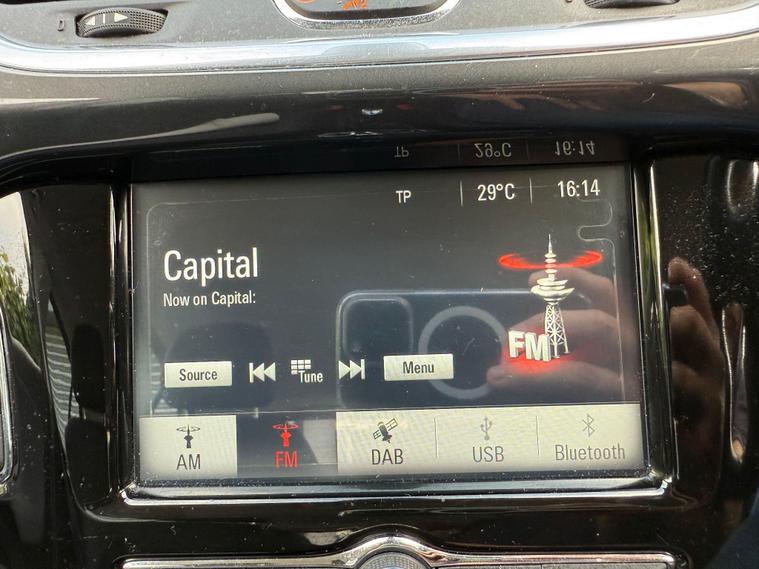 TP 29°C 16:14
Capital
Now on Capital:
FM
Source Tune Menu
AM FM DAB USB Bluetooth